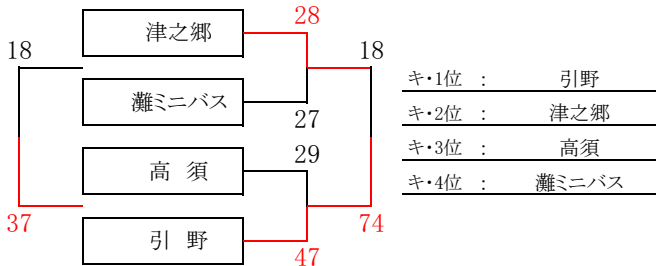 28
津之郷
18
18
灘ミニバス
27
29
高 須
37
74
引 野
47
キ・1位 : 引野
キ・2位 : 津之郷
キ・3位 : 高須
キ・4位 : 灘ミニバス